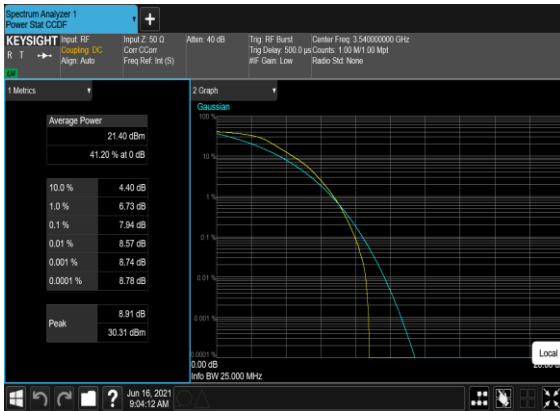 Spectrum Analyzer 1
Power Stat CCDF
KEYSIGHT
R T
LXI
Input: RF
Coupling: DC
Align: Auto
Input Z: 50 Ω
Corr CCorr
Freq Ref: Int (S)
Atten: 40 dB
Trig: RF Burst
Trig Delay: 500.0 µs
#IF Gain: Low
Center Freq: 3.540000000 GHz
Counts: 1.00 M/1.00 Mpt
Radio Std: None
1 Metrics
Average Power
21.40 dBm
41.20 % at 0 dB
10.0 % 4.40 dB
1.0 % 6.73 dB
0.1 % 7.94 dB
0.01 % 8.57 dB
0.001 % 8.74 dB
0.0001 % 8.78 dB
Peak
8.91 dB
30.31 dBm
2 Graph
Gaussian
100 %
10 %
1 %
0.1 %
0.01 %
0.001 %
0.0001 %
0.00 dB
Info BW 25.000 MHz
Local
?
Jun 16, 2021
9:04:12 AM